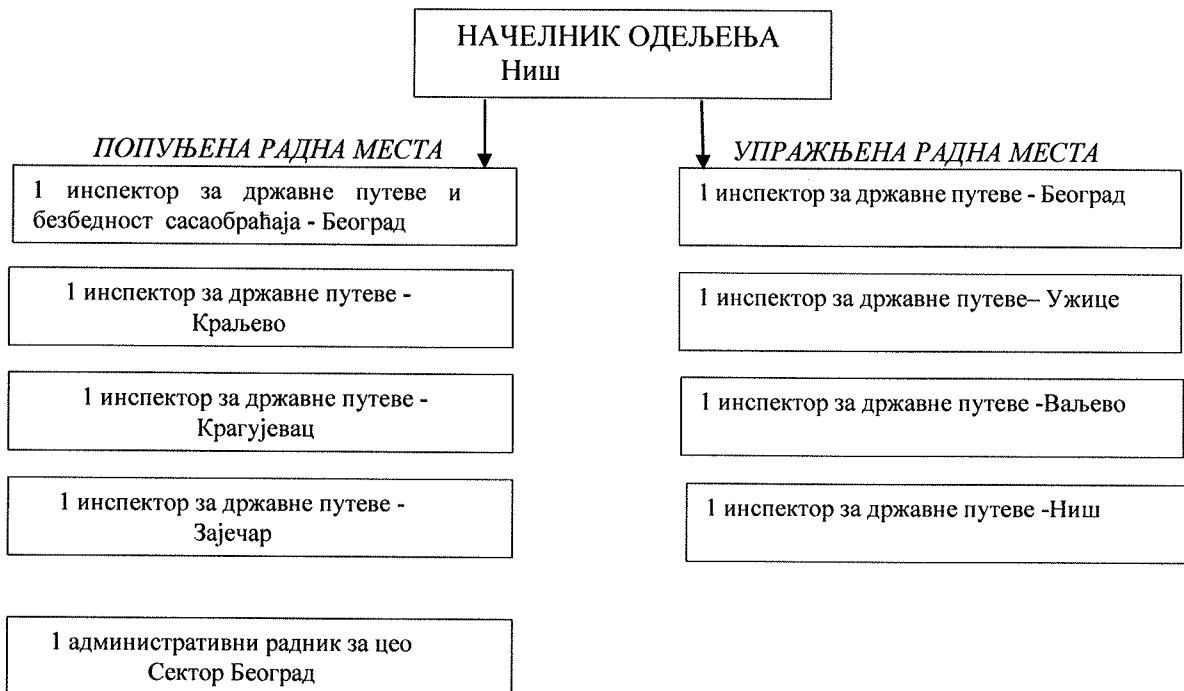 НАЧЕЛНИК ОДЕЉЕЊА
Ниш
ПОПУЊЕНА РАДНА МЕСТА
1 инспектор за државне путеве и
безбедност сасаобраћаја - Београд
1 инспектор за државне путеве -
Краљево
1 инспектор за државне путеве -
Крагујевац
1 инспектор за државне путеве -
Зајечар
1 административни радник за цео
Сектор Београд
УПРАЖЊЕНА РАДНА МЕСТА
1 инспектор за државне путеве - Београд
1 инспектор за државне путеве– Ужице
1 инспектор за државне путеве -Ваљево
1 инспектор за државне путеве -Ниш